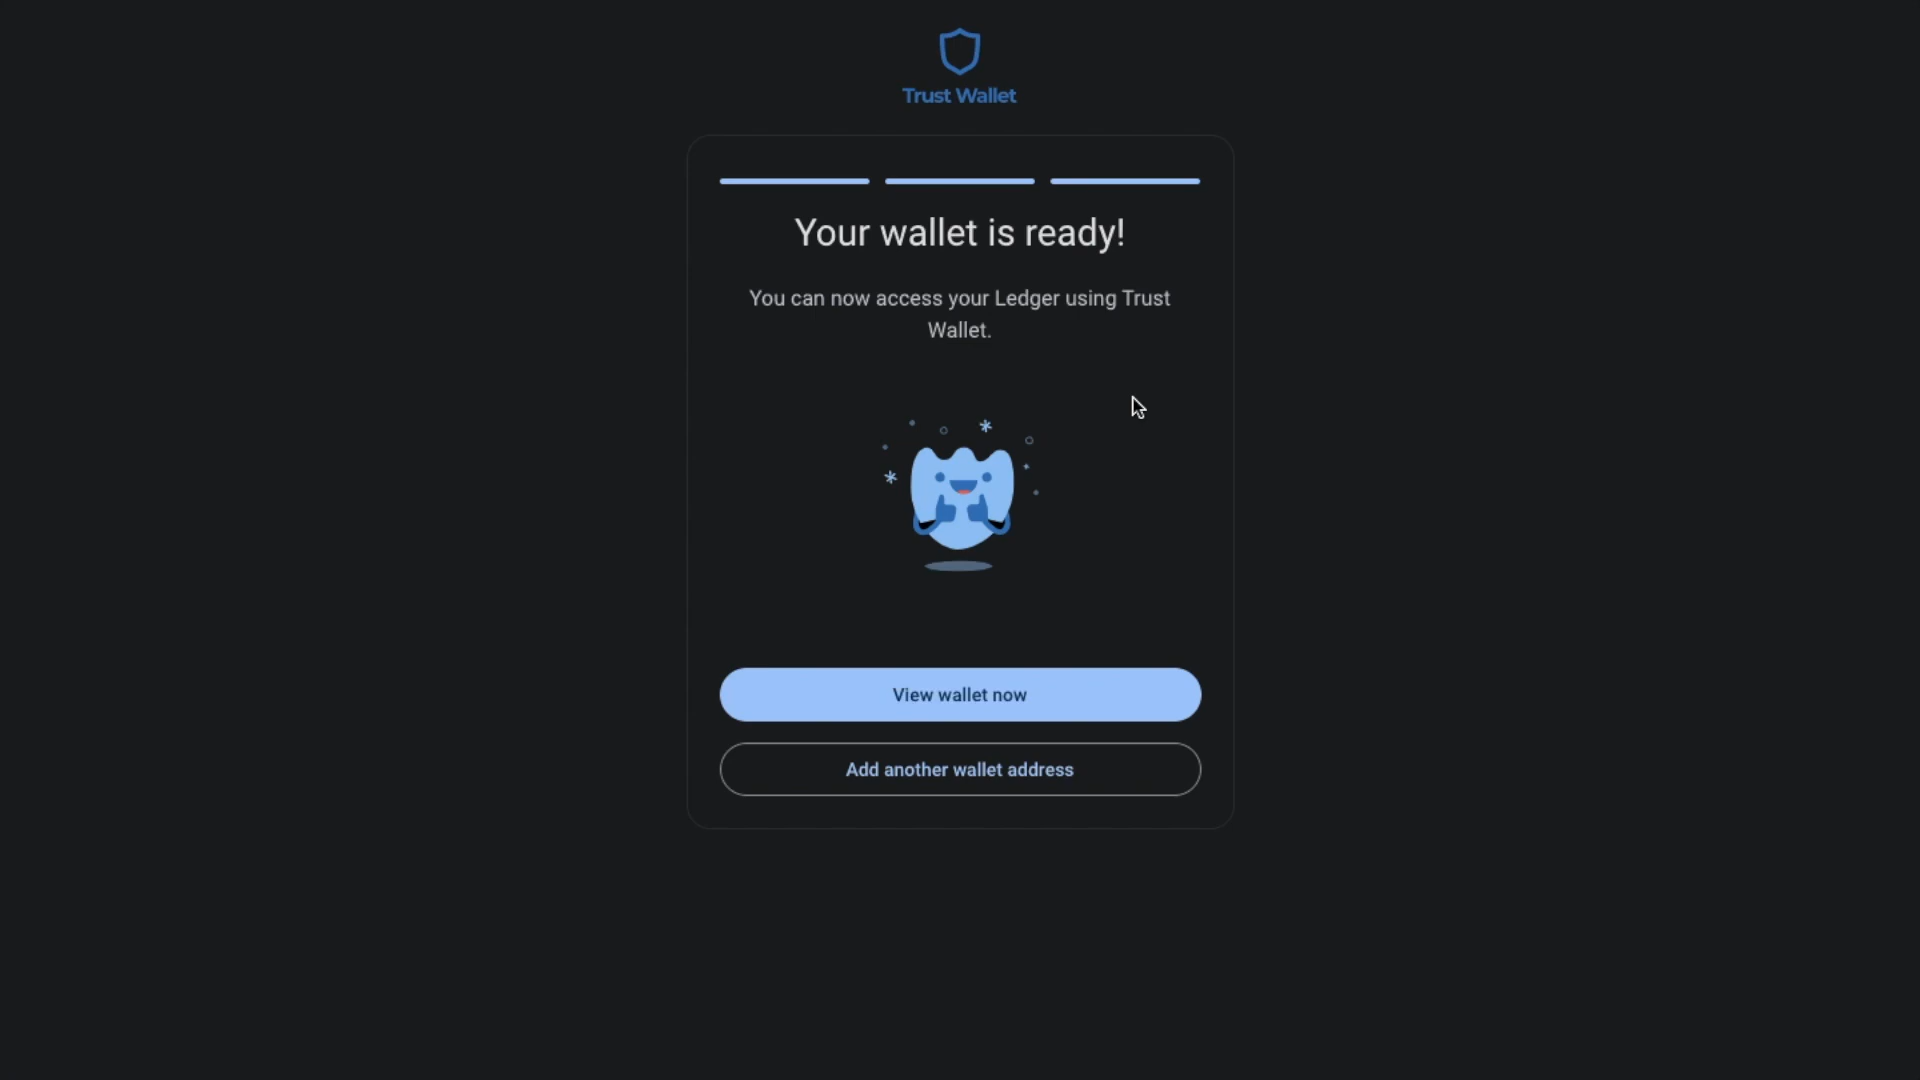 Trust Wallet
Your wallet is ready!
You can now access your Ledger using Trust
Wallet.
View wallet now
Add another wallet address